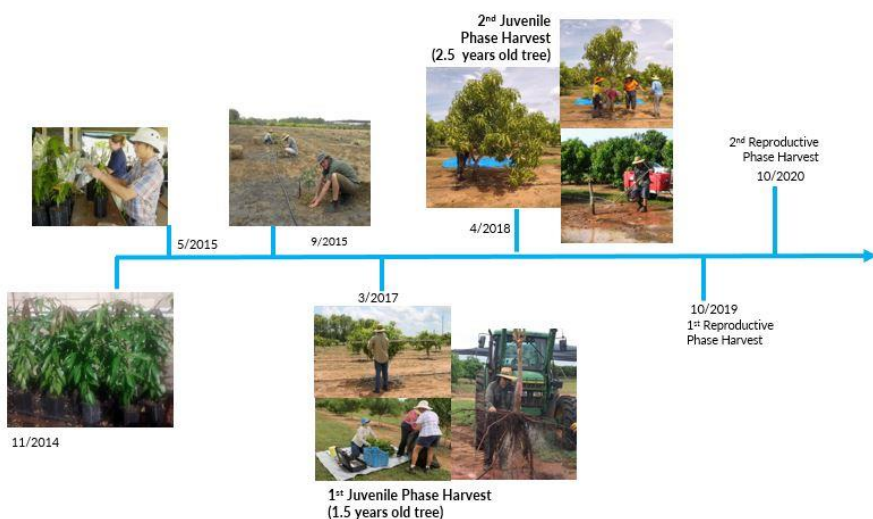 2nd Juvenile
Phase Harvest
(2.5 years old tree)
2nd Reproductive
Phase Harvest
10/2020
5/2015
9/2015
4/2018
3/2017
10/2019
1st Reproductive
Phase Harvest
11/2014
1st Juvenile Phase Harvest
(1.5 years old tree)